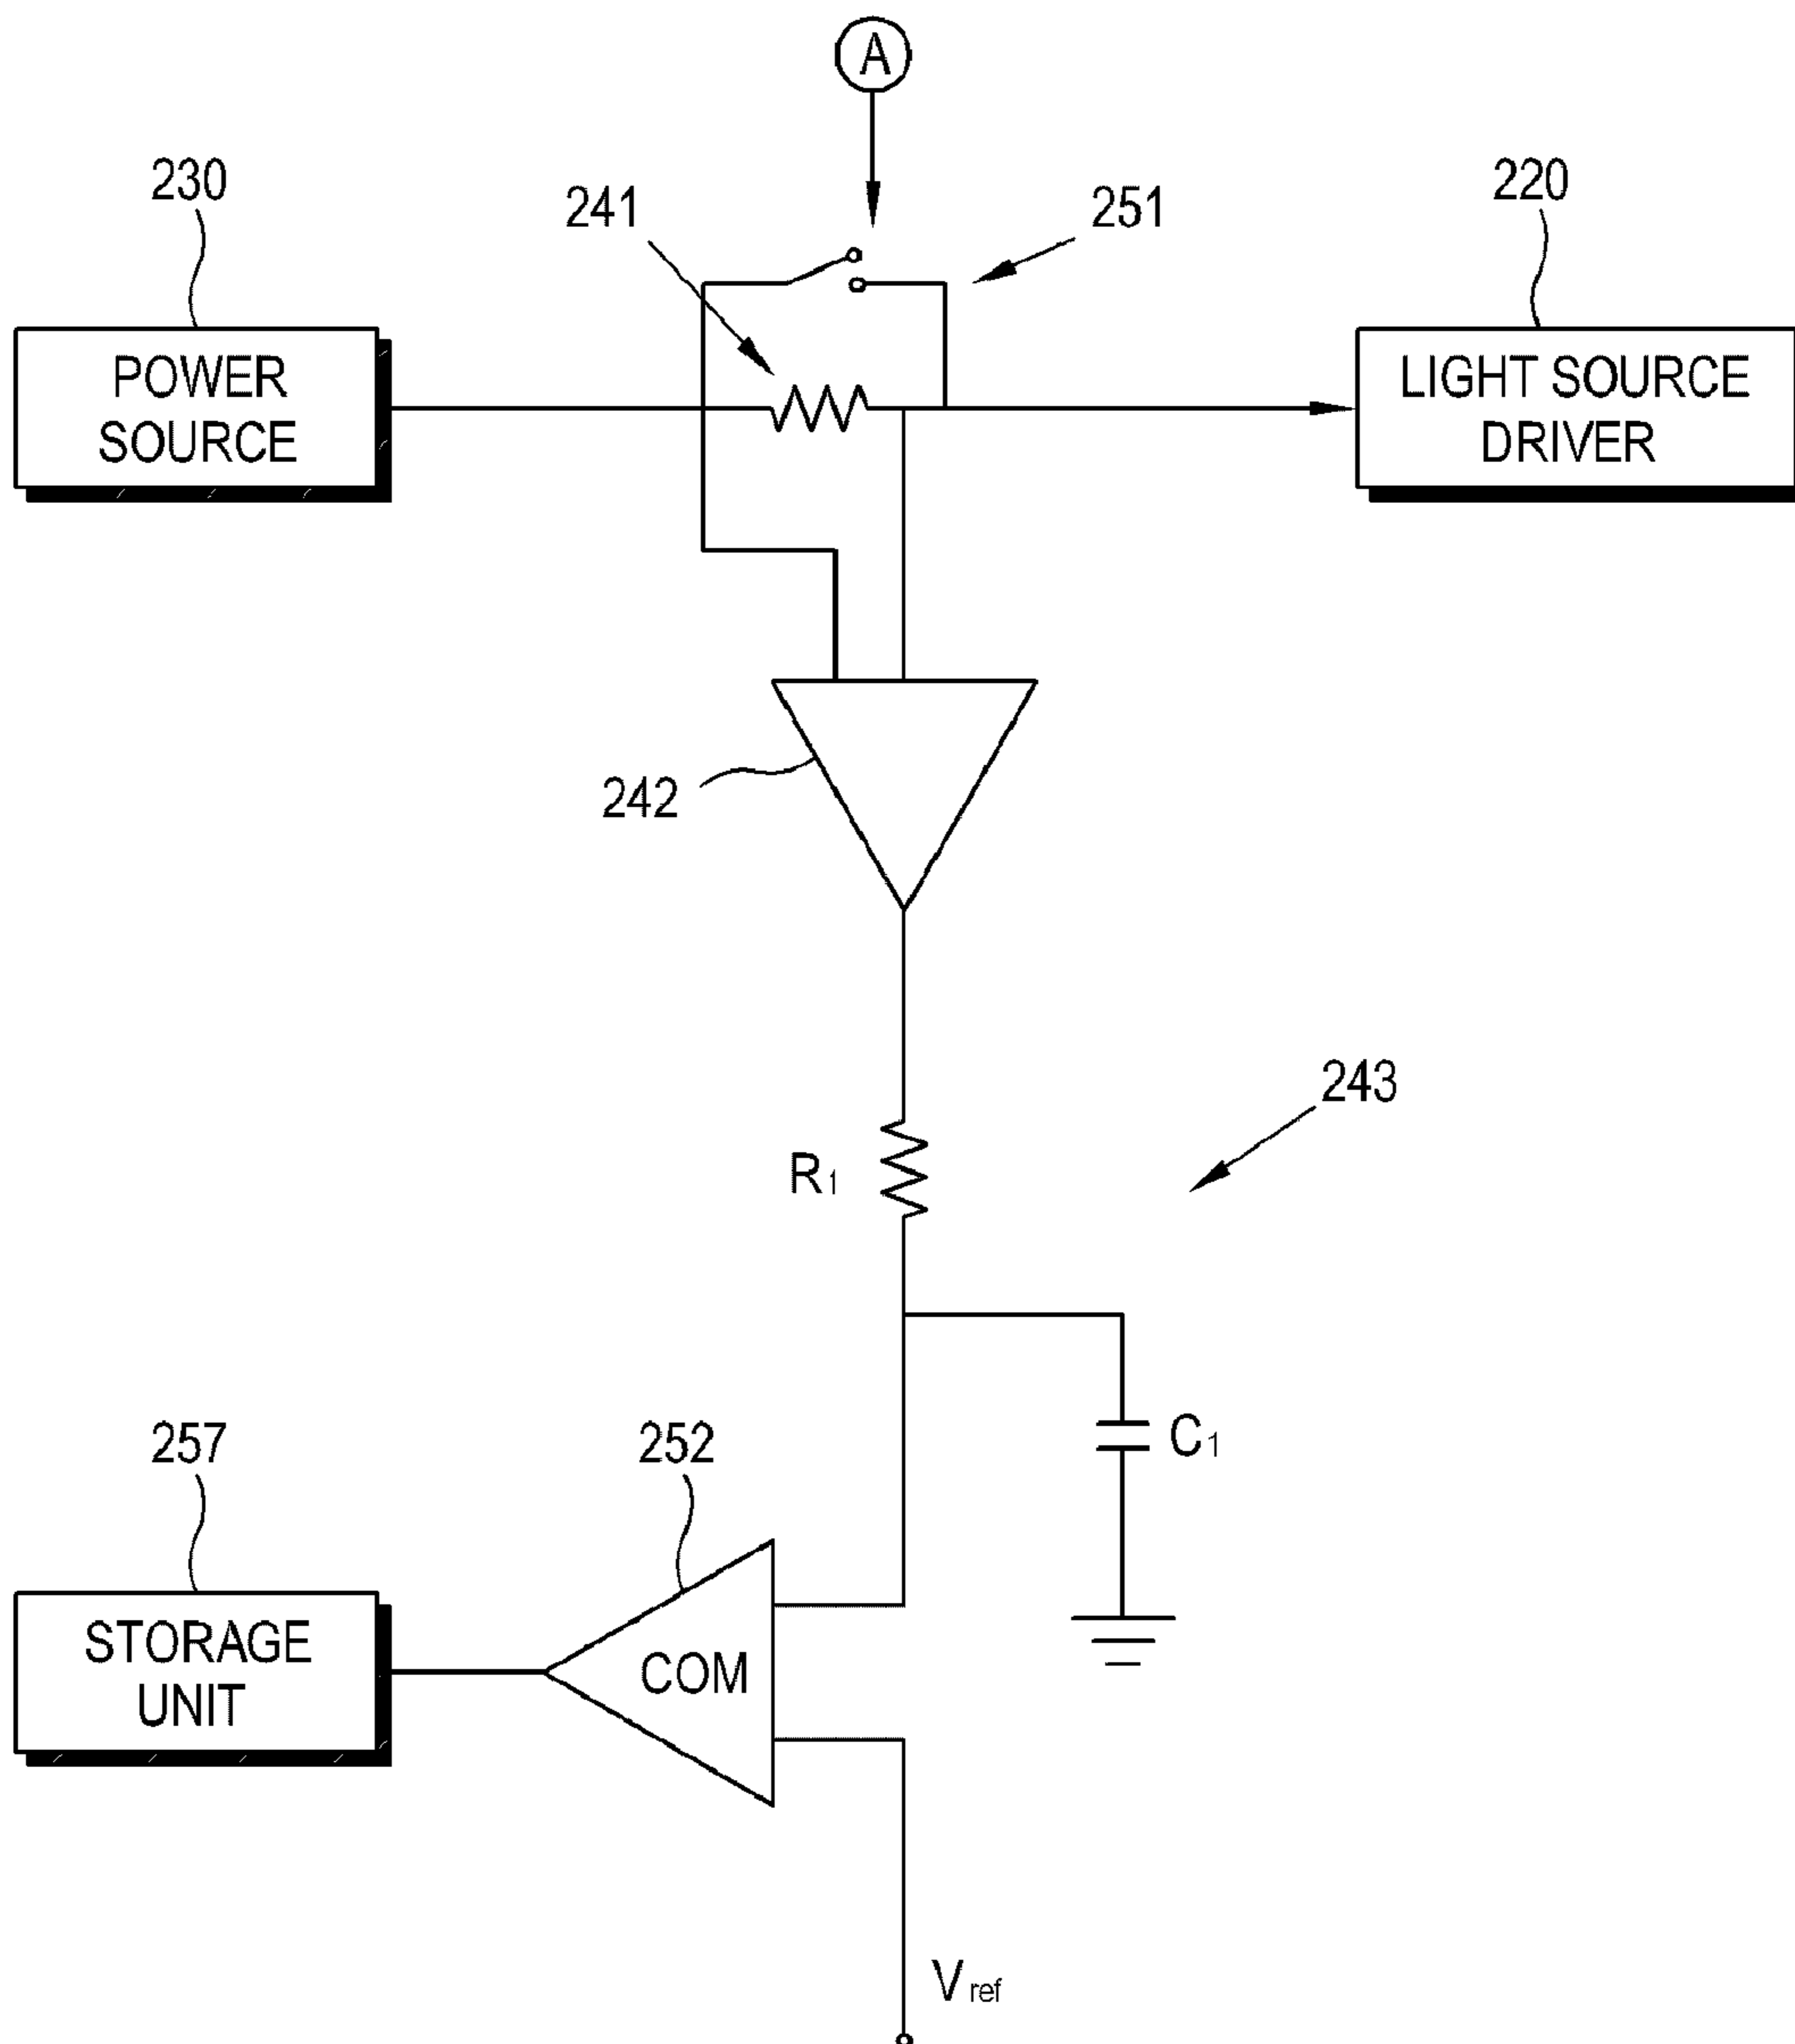 A
230
241
251
220
POWER
SOURCE
LIGHT SOURCE
DRIVER
242
243
R1
C1
257
252
STORAGE
UNIT
COM
Vref